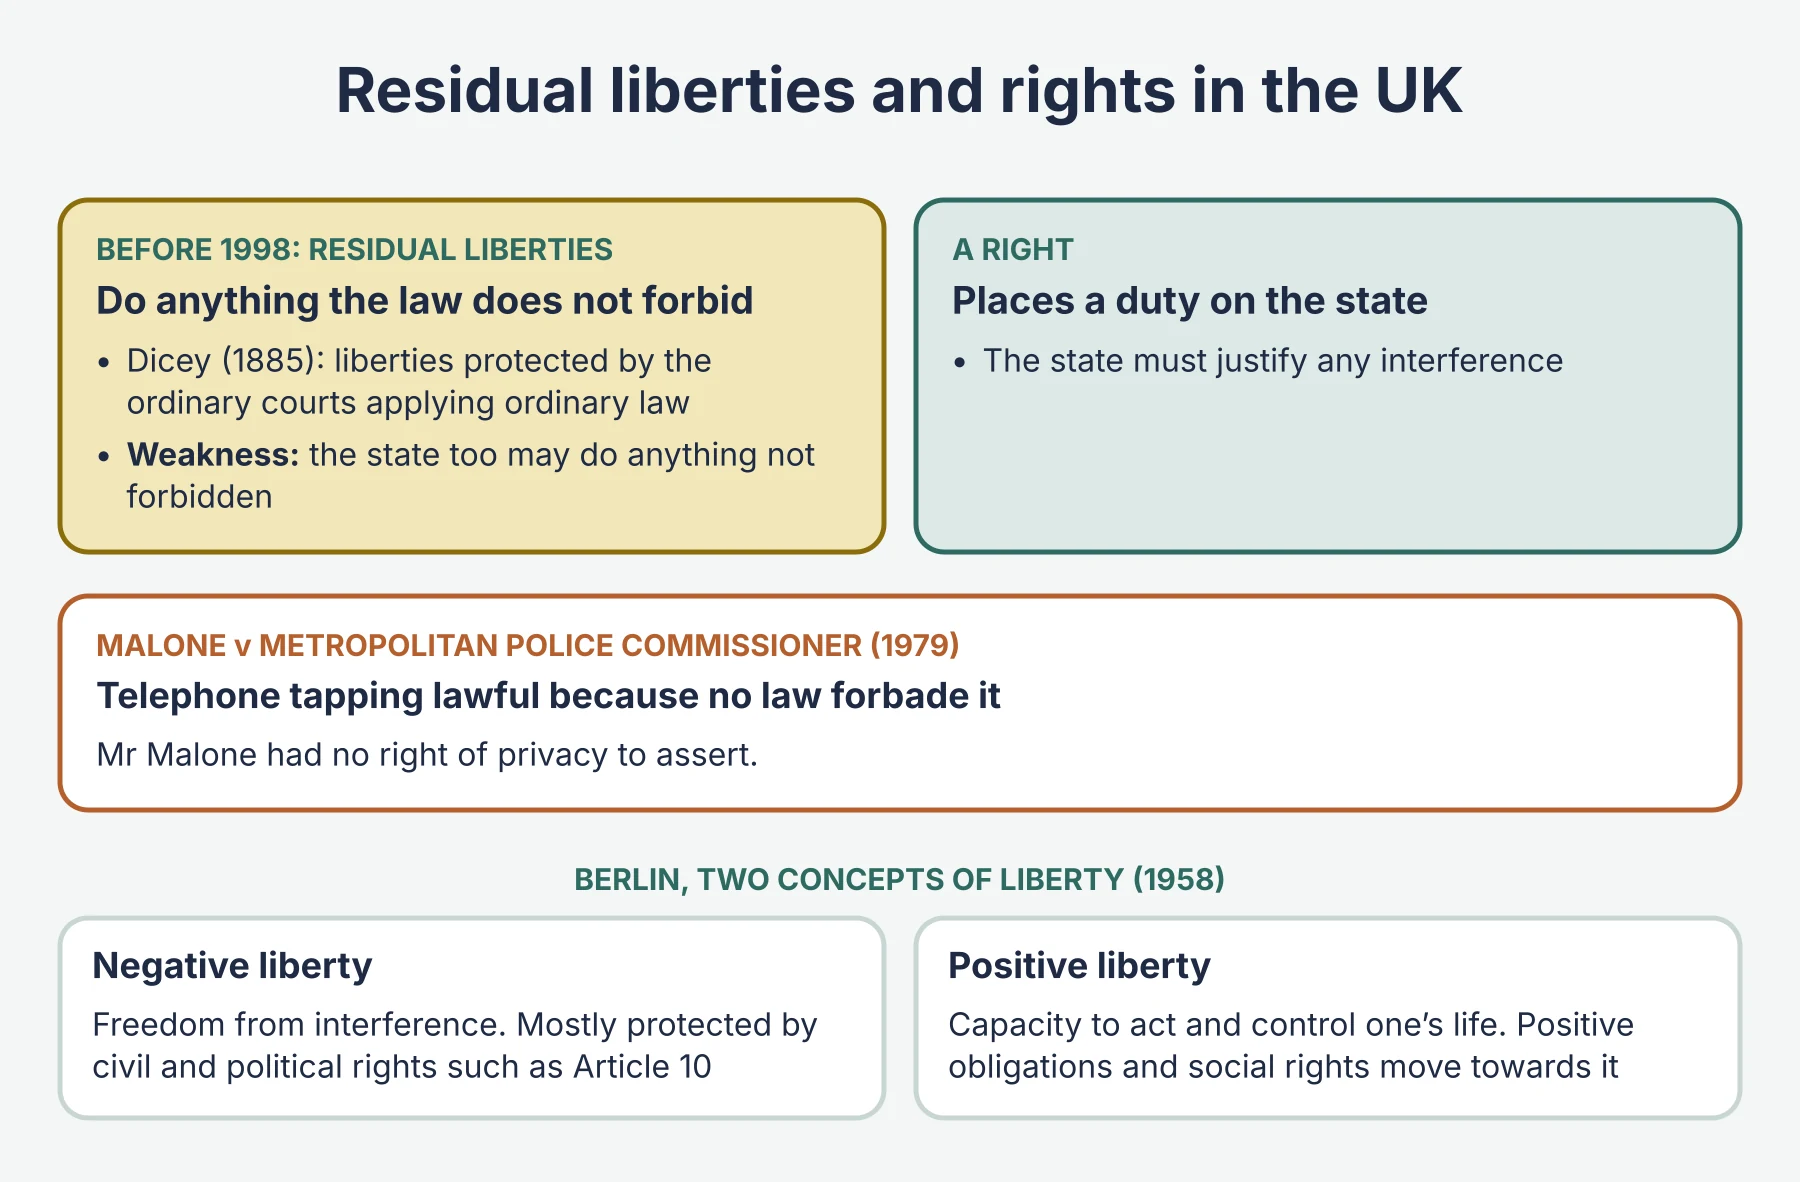 Residual liberties and rights in the UK
BEFORE 1998: RESIDUAL LIBERTIES
Do anything the law does not forbid
• Dicey (1885): liberties protected by the
ordinary courts applying ordinary law
• Weakness: the state too may do anything not
forbidden
A RIGHT
Places a duty on the state
• The state must justify any interference
MALONE v METROPOLITAN POLICE COMMISSIONER (1979)
Telephone tapping lawful because no law forbade it
Mr Malone had no right of privacy to assert.
BERLIN, TWO CONCEPTS OF LIBERTY (1958)
Negative liberty
Freedom from interference. Mostly protected by
civil and political rights such as Article 10
Positive liberty
Capacity to act and control one’s life. Positive
obligations and social rights move towards it